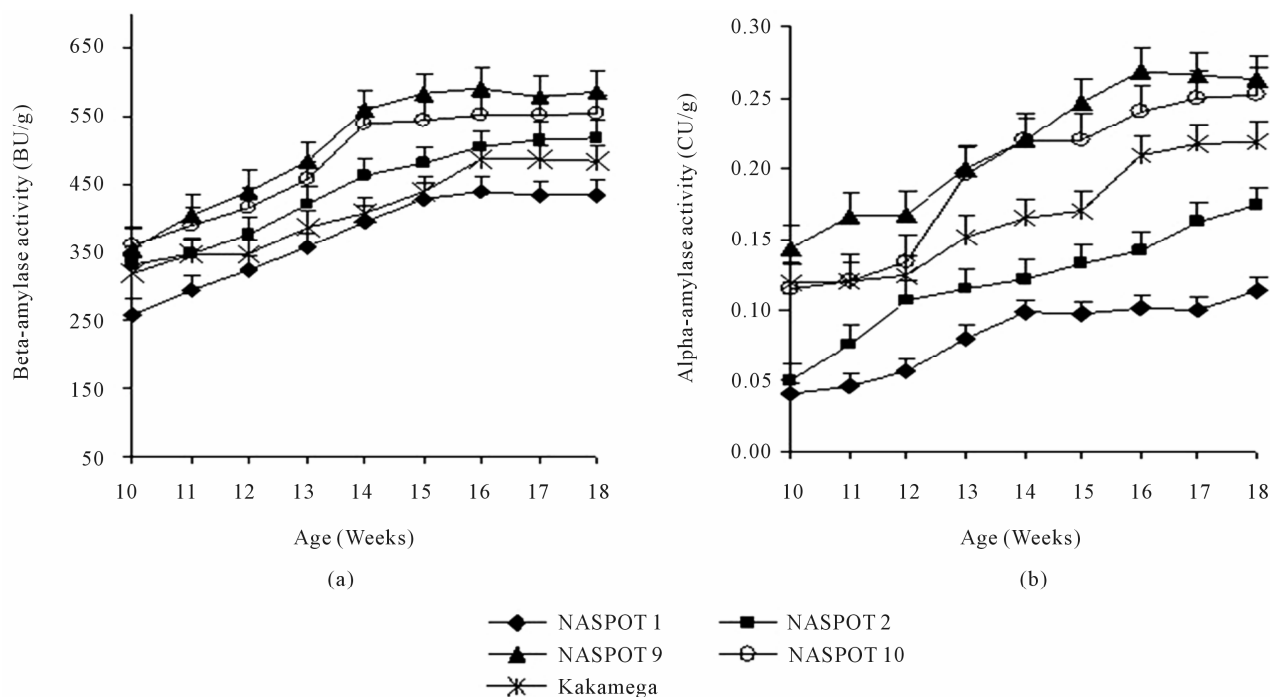 Beta-amylase activity (BU/g)
650
550
450
350
250
150
50
10 11 12 13 14 15 16 17 18
Age (Weeks)
(a)
Alpha-amylase activity (CU/g)
0.30
0.25
0.20
0.15
0.10
0.05
0.00
10 11 12 13 14 15 16 17 18
Age (Weeks)
(b)
NASPOT 1 NASPOT 2
NASPOT 9 NASPOT 10
Kakamega